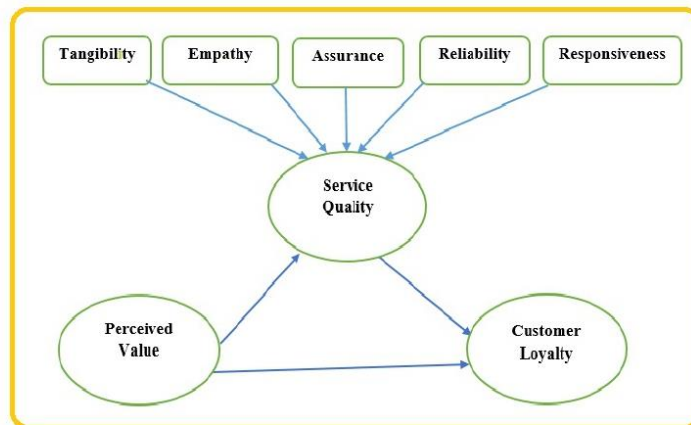 Tangibility
Empathy
Assurance
Reliability
Responsiveness
Service
Quality
Perceived
Value
Customer
Loyalty